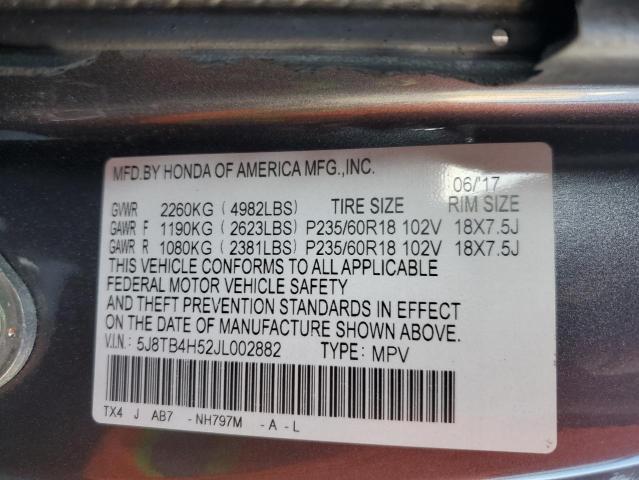 MFD.BY HONDA OF AMERICA MFG.,INC. 06/'17
GVWR 2260KG (4982LBS) TIRE SIZE RIM SIZE
GAWR F 1190KG (2623LBS) P235/60R18 102V 18X7.5J
GAWR R 1080KG (2381LBS) P235/60R18 102V 18X7.5J
THIS VEHICLE CONFORMS TO ALL APPLICABLE
FEDERAL MOTOR VEHICLE SAFETY
AND THEFT PREVENTION STANDARDS IN EFFECT
ON THE DATE OF MANUFACTURE SHOWN ABOVE.
V.I.N.: 5J8TB4H52JL002882 TYPE: MPV
TX4 J AB7 -NH797M -A -L